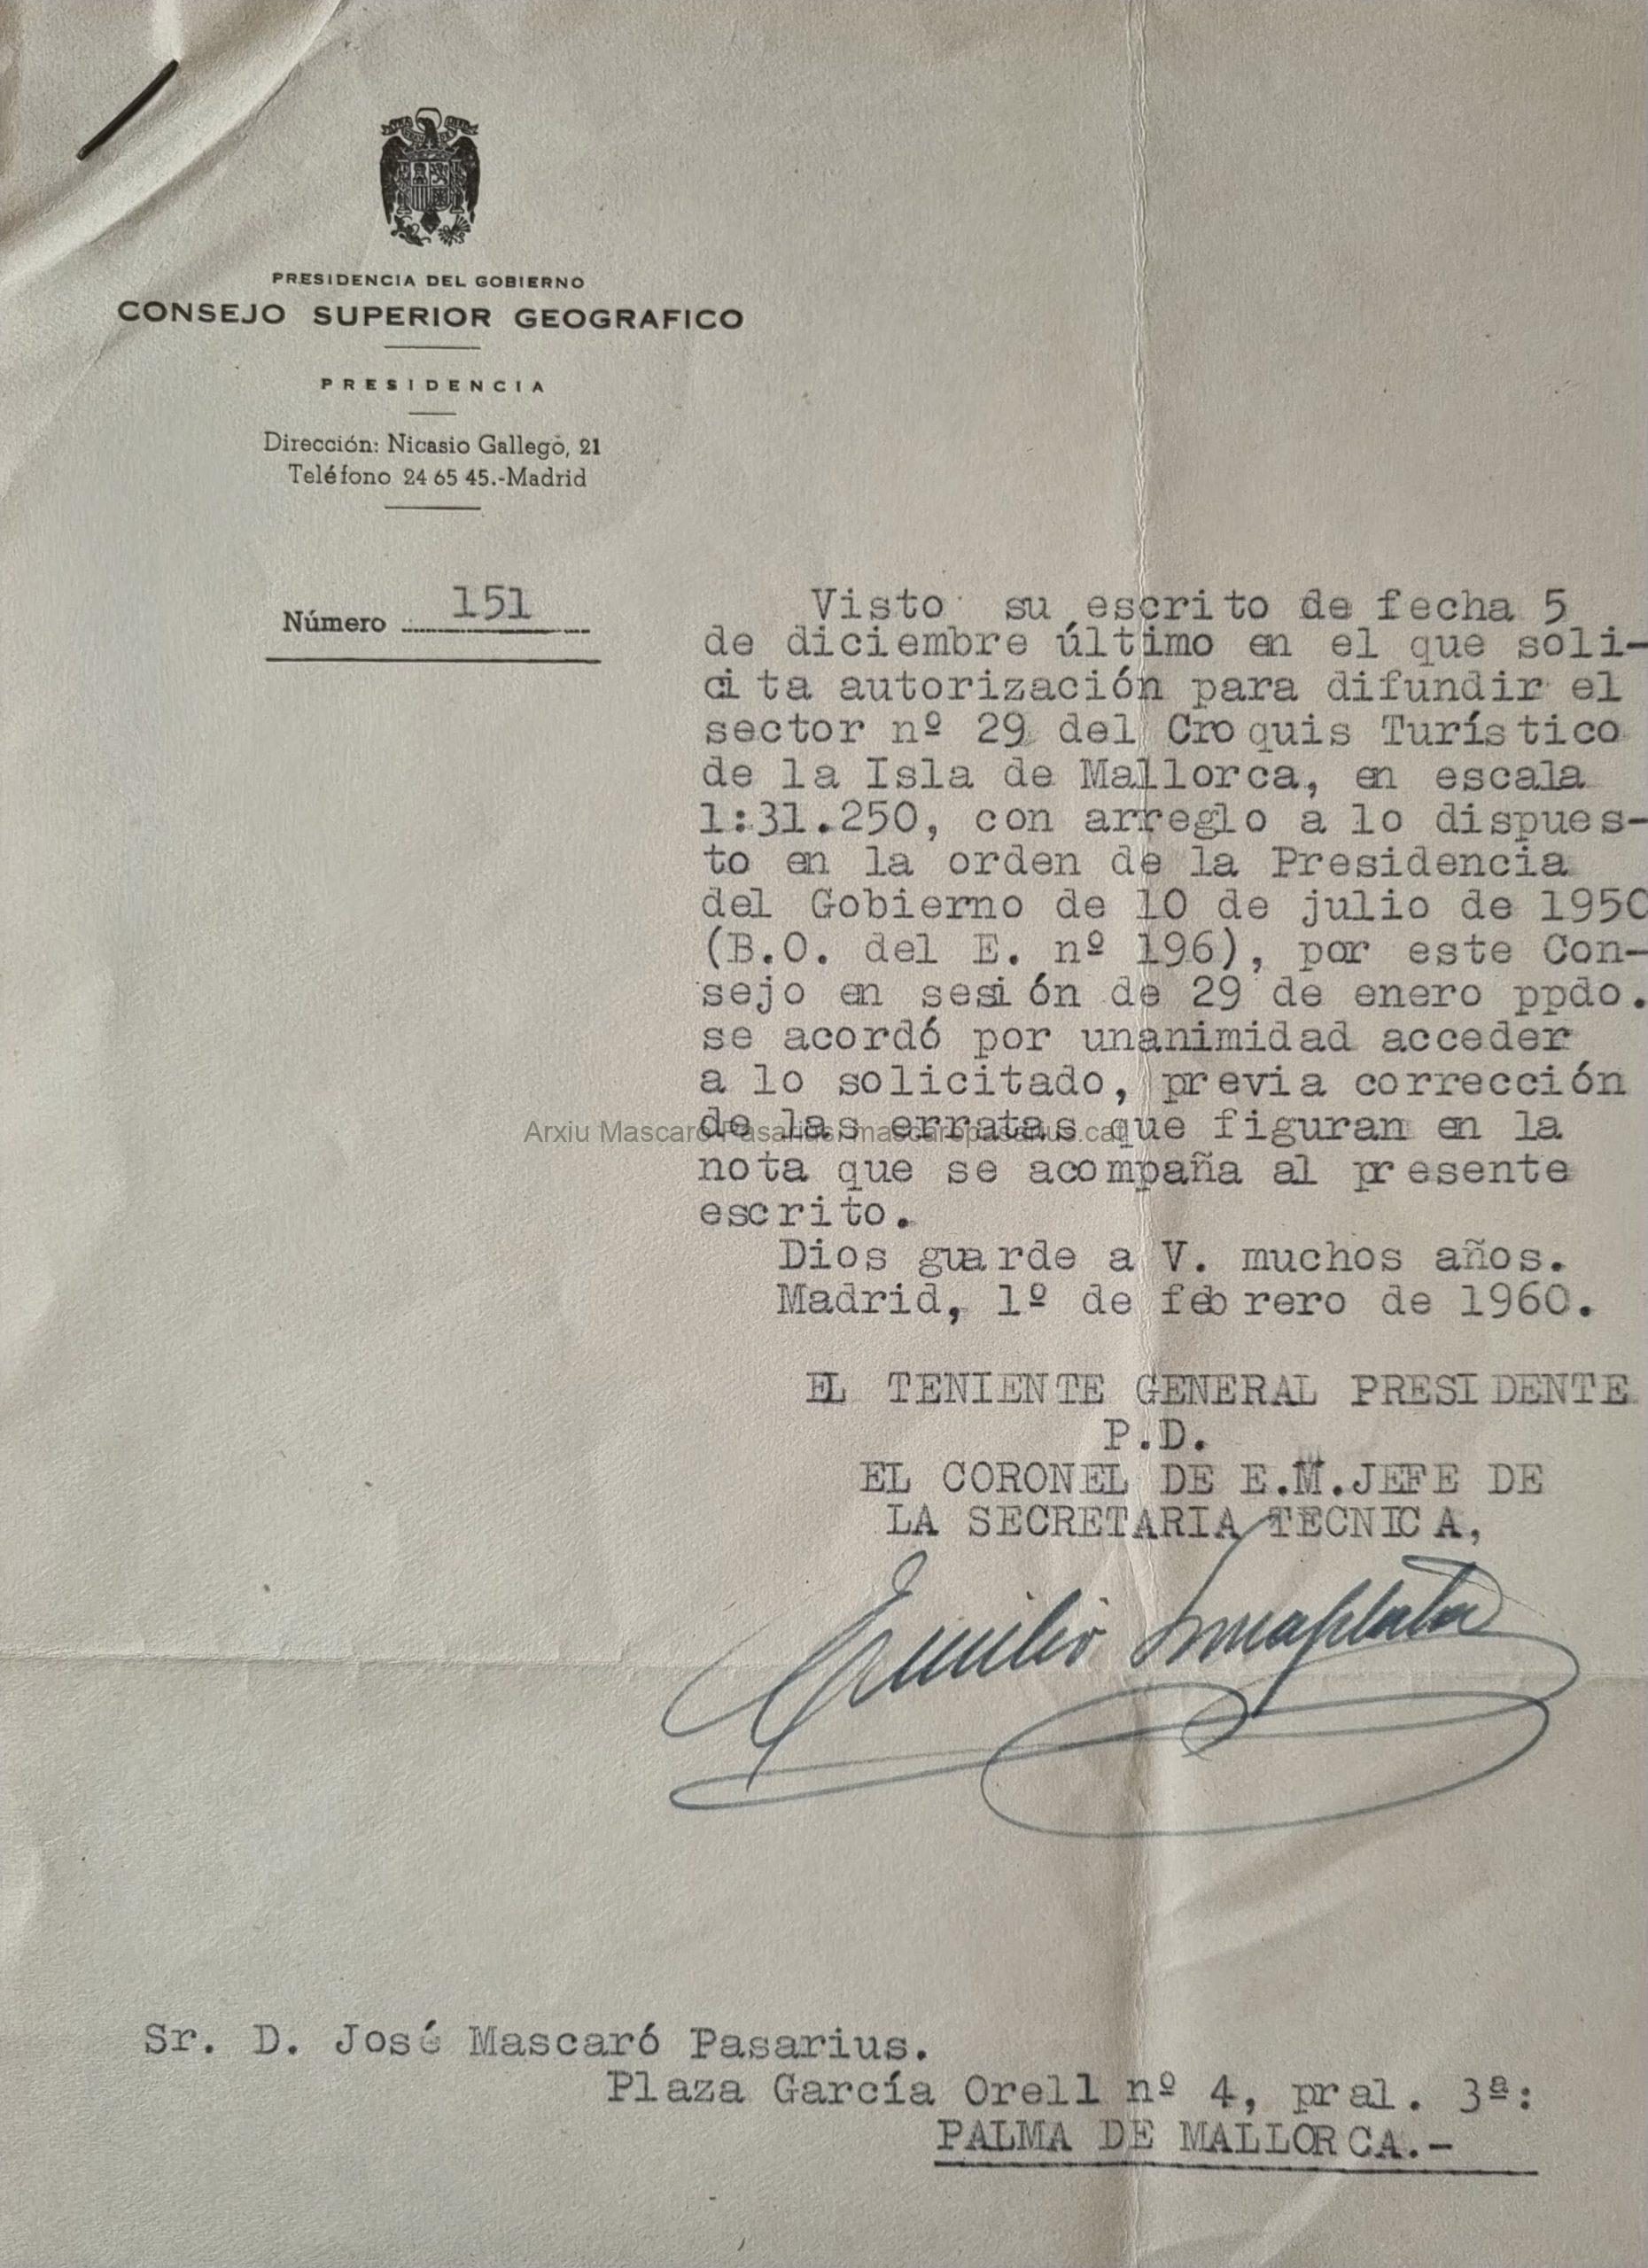 PRESIDENCIA DEL GOBIERNO
CONSEJO SUPERIOR GEOGRAFICO
PRESIDENCIA
Dirección: Nicasio Gallego, 21
Teléfono 24 65 45.-Madrid
Número 151
Visto su escrito de fecha 5
de diciembre último en el que soli-
cita autorización para difundir el
sector nº 29 del Croquis Turístico
de la Isla de Mallorca, en escala
1:31.250, con arreglo a lo dispues-
to en la orden de la Presidencia
del Gobierno de 10 de julio de 1950
(B.O. del E. nº 196), por este Con-
sejo en sesión de 29 de enero ppdo.
se acordó por unanimidad acceder
a lo solicitado, previa corrección
de las erratas que figuran en la
Arxiu Mascaró Pasarius, mascaropasarius.cat
nota que se acompaña al presente
escrito.
Dios guarde a V. muchos años.
Madrid, 1º de febrero de 1960.
EL TENIENTE GENERAL PRESIDENTE
P.D.
EL CORONEL DE E.M.JEFE DE
LA SECRETARIA TECNICA,
Emilio
Sr. D. José Mascaró Pasarius.
Plaza García Orell nº 4, pral. 3ª:
PALMA DE MALLORCA.-